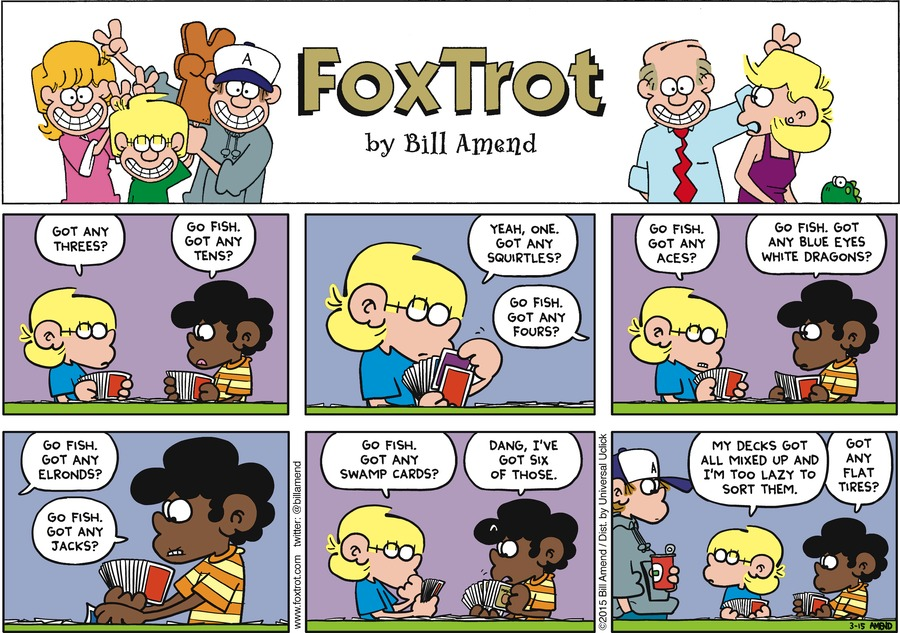 A
FoxTrot
by Bill Amend
GOT ANY
THREES?
GO FISH.
GOT ANY
TENS?
YEAH, ONE.
GOT ANY
SQUIRTLES?
GO FISH.
GOT ANY
FOURS?
GO FISH.
GOT ANY
ACES?
GO FISH. GOT
ANY BLUE EYES
WHITE DRAGONS?
GO FISH.
GOT ANY
ELRONDS?
GO FISH.
GOT ANY
JACKS?
www.foxtrot.com twitter: @billamend
GO FISH.
GOT ANY
SWAMP CARDS?
DANG, I'VE
GOT SIX
OF THOSE.
©2015 Bill Amend / Dist. by Universal Uclick
A
MY DECKS GOT
ALL MIXED UP AND
I'M TOO LAZY TO
SORT THEM.
GOT
ANY
FLAT
TIRES?
3-15 AMEND